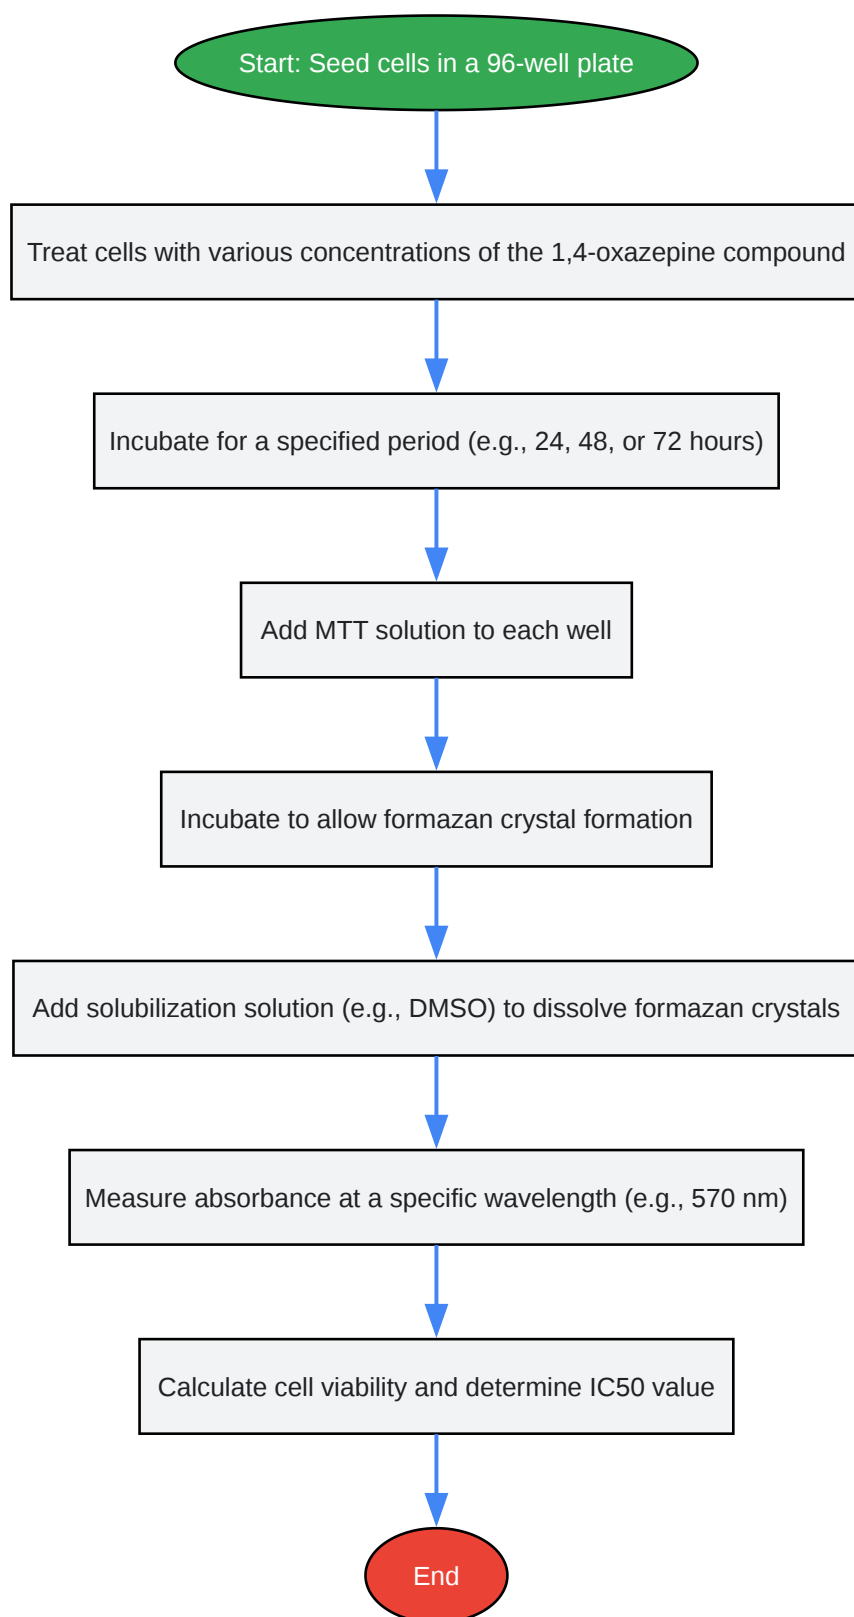 Start: Seed cells in a 96-well plate
Treat cells with various concentrations of the 1,4-oxazepine compound
Incubate for a specified period (e.g., 24, 48, or 72 hours)
Add MTT solution to each well
Incubate to allow formazan crystal formation
Add solubilization solution (e.g., DMSO) to dissolve formazan crystals
Measure absorbance at a specific wavelength (e.g., 570 nm)
Calculate cell viability and determine IC50 value
End